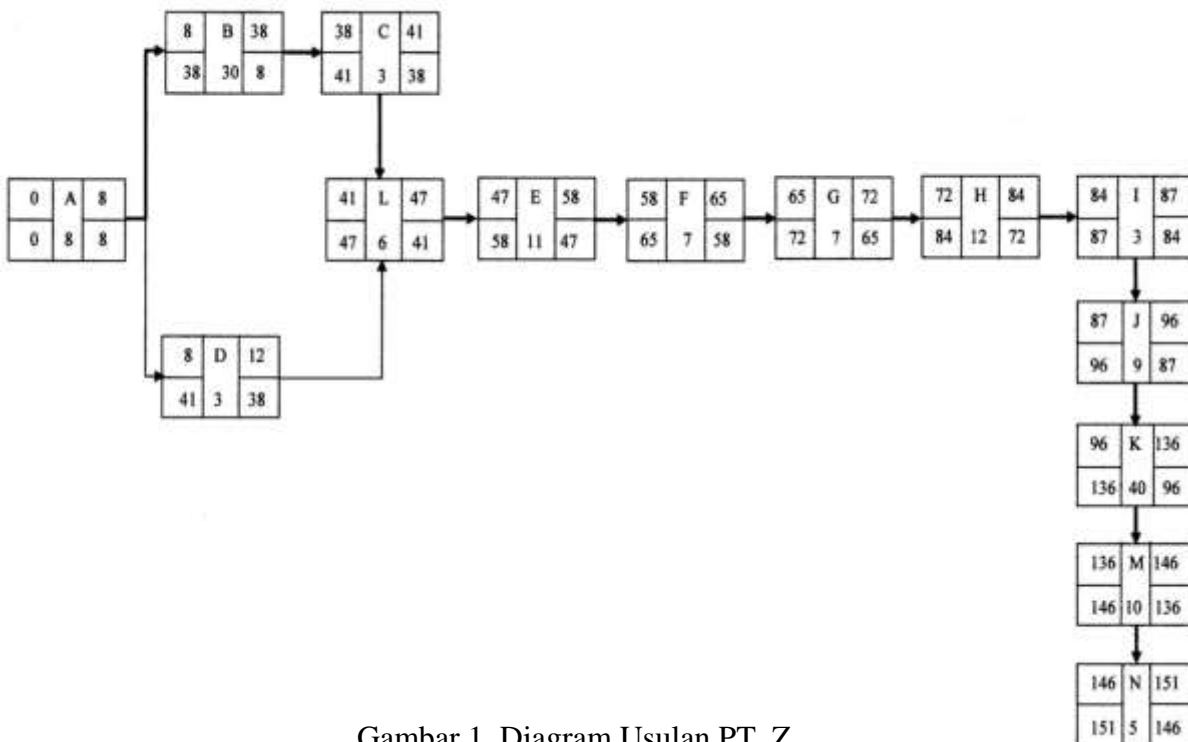 8 B 38
38 30 8
38 C 41
41 3 38
0 A 8
0 8 8
41 L 47
47 6 41
47 E 58
58 11 47
58 F 65
65 7 58
65 G 72
72 7 65
72 H 84
84 12 72
84 I 87
87 3 84
8 D 12
41 3 38
87 J 96
96 9 87
96 K 136
136 40 96
136 M 146
146 10 136
146 N 151
151 5 146
Gambar 1. Diagram Usulan PT. Z